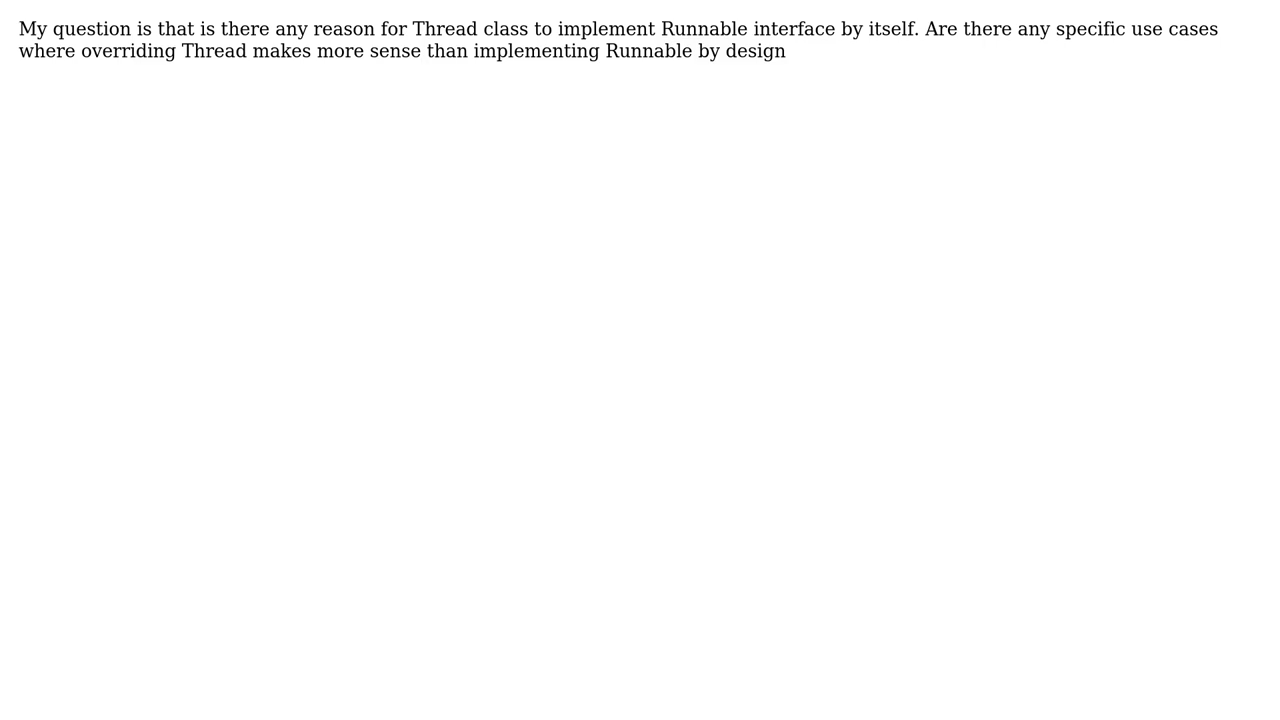 My question is that is there any reason for Thread class to implement Runnable interface by itself. Are there any specific use cases
where overriding Thread makes more sense than implementing Runnable by design